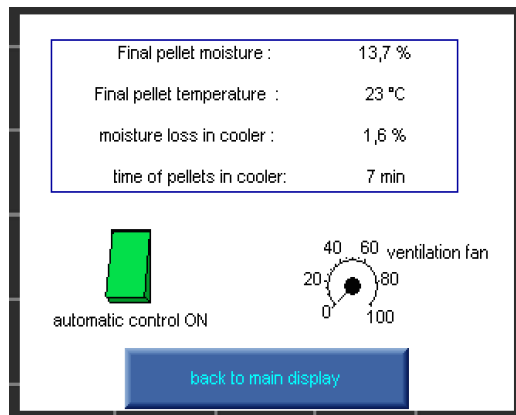 Final pellet moisture : 13,7 %
Final pellet temperature : 23 °C
moisture loss in cooler : 1,6 %
time of pellets in cooler: 7 min
40 60 ventilation fan
20 80
0 100
automatic control ON
back to main display